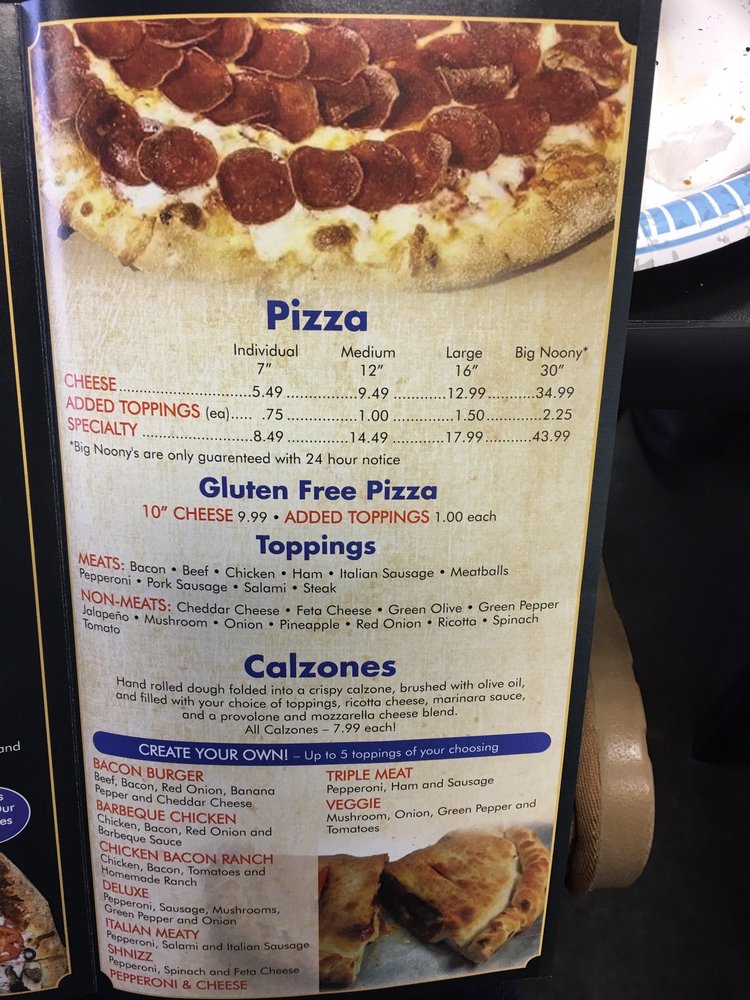 Pizza
Individual Medium Large Big Noony*
7" 12" 16" 30"
CHEESE ........ 5.49 ........ 9.49 ........ 12.99 ........ 34.99
ADDED TOPPINGS (ea)..... .75 ........ 1.00 ........ 1.50 ........ 2.25
SPECIALTY ........ 8.49 ........ 14.49 ........ 17.99 ........ 43.99
*Big Noony's are only guarenteed with 24 hour notice
Gluten Free Pizza
10" CHEESE 9.99 • ADDED TOPPINGS 1.00 each
Toppings
MEATS: Bacon • Beef • Chicken • Ham • Italian Sausage • Meatballs
Pepperoni • Pork Sausage • Salami • Steak
NON-MEATS: Cheddar Cheese • Feta Cheese • Green Olive • Green Pepper
Jalapeño • Mushroom • Onion • Pineapple • Red Onion • Ricotta • Spinach
Tomato
Calzones
Hand rolled dough folded into a crispy calzone, brushed with olive oil,
and filled with your choice of toppings, ricotta cheese, marinara sauce,
and a provolone and mozzarella cheese blend.
All Calzones – 7.99 each!
CREATE YOUR OWN! – Up to 5 toppings of your choosing
BACON BURGER
Beef, Bacon, Red Onion, Banana
Pepper and Cheddar Cheese
BARBEQUE CHICKEN
Chicken, Bacon, Red Onion and
Barbeque Sauce
CHICKEN BACON RANCH
Chicken, Bacon, Tomatoes and
Homemade Ranch
DELUXE
Pepperoni, Sausage, Mushrooms,
Green Pepper and Onion
ITALIAN MEATY
Pepperoni, Salami and Italian Sausage
SHNIZZ
Pepperoni, Spinach and Feta Cheese
PEPPERONI & CHEESE
TRIPLE MEAT
Pepperoni, Ham and Sausage
VEGGIE
Mushroom, Onion, Green Pepper and
Tomatoes
and